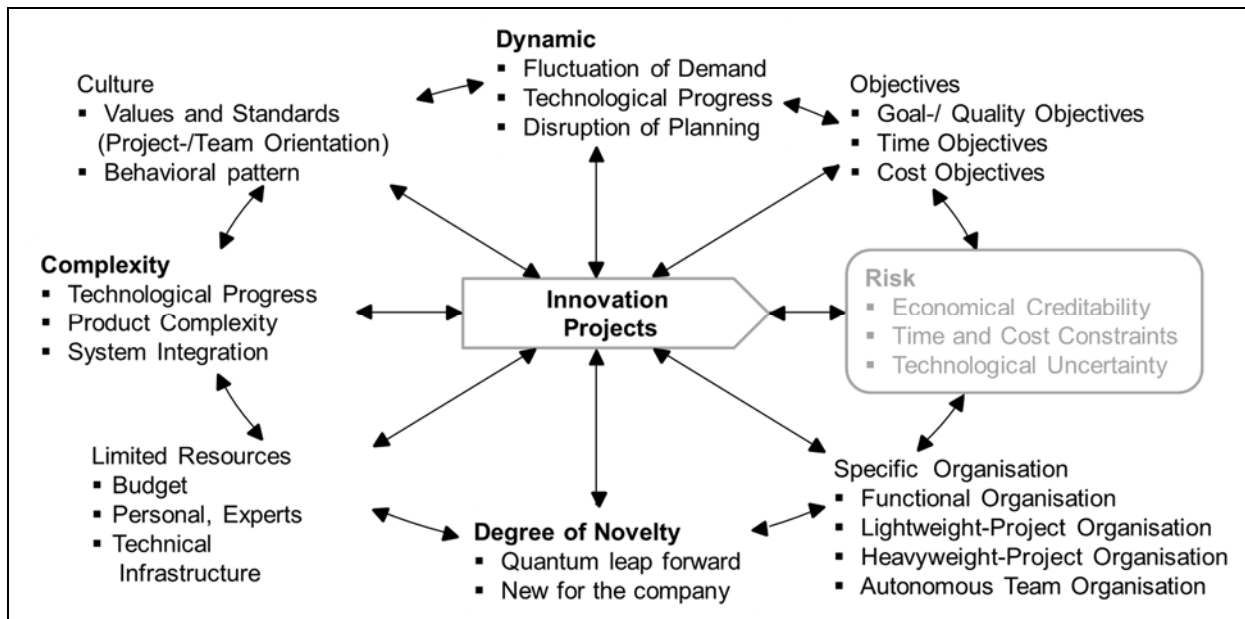 Dynamic
▪ Fluctuation of Demand
▪ Technological Progress
▪ Disruption of Planning
Culture
▪ Values and Standards
(Project-/Team Orientation)
▪ Behavioral pattern
Objectives
▪ Goal-/ Quality Objectives
▪ Time Objectives
▪ Cost Objectives
Complexity
▪ Technological Progress
▪ Product Complexity
▪ System Integration
Innovation
Projects
Risk
▪ Economical Creditability
▪ Time and Cost Constraints
▪ Technological Uncertainty
Limited Resources
▪ Budget
▪ Personal, Experts
▪ Technical
Infrastructure
Degree of Novelty
▪ Quantum leap forward
▪ New for the company
Specific Organisation
▪ Functional Organisation
▪ Lightweight-Project Organisation
▪ Heavyweight-Project Organisation
▪ Autonomous Team Organisation